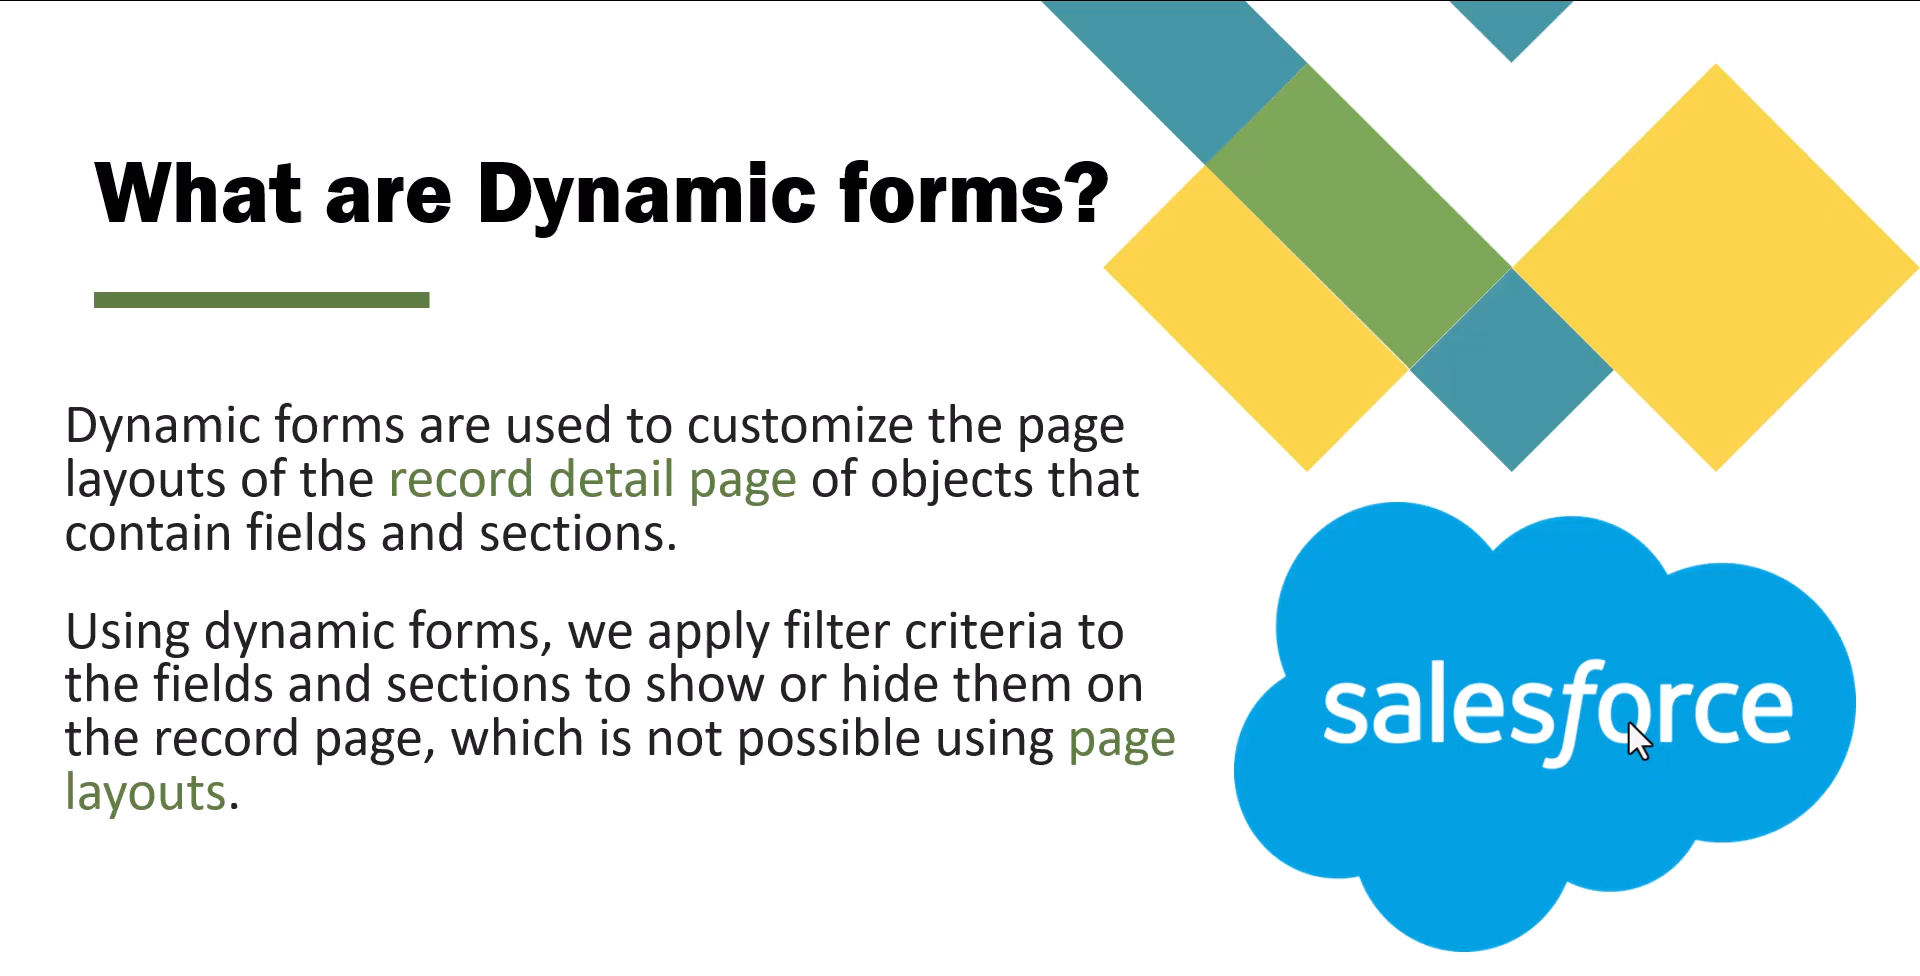 What are Dynamic forms?
Dynamic forms are used to customize the page
layouts of the record detail page of objects that
contain fields and sections.
Using dynamic forms, we apply filter criteria to
the fields and sections to show or hide them on
the record page, which is not possible using page
layouts.
salesforce